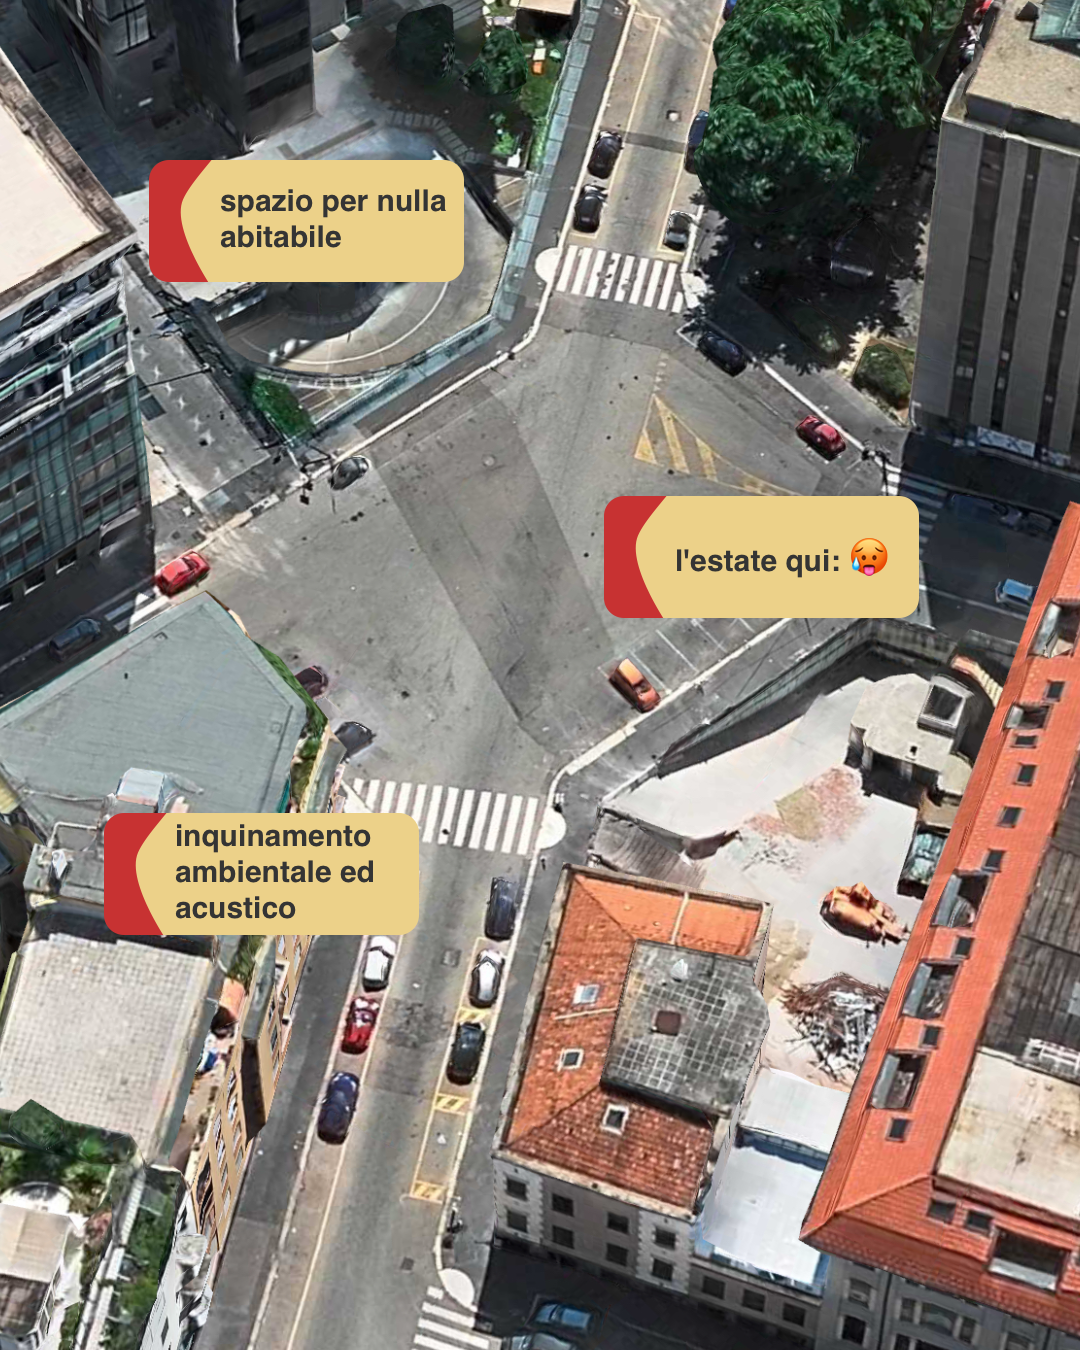 spazio per nulla
abitabile
l'estate qui: 🥵
inquinamento
ambientale ed
acustico